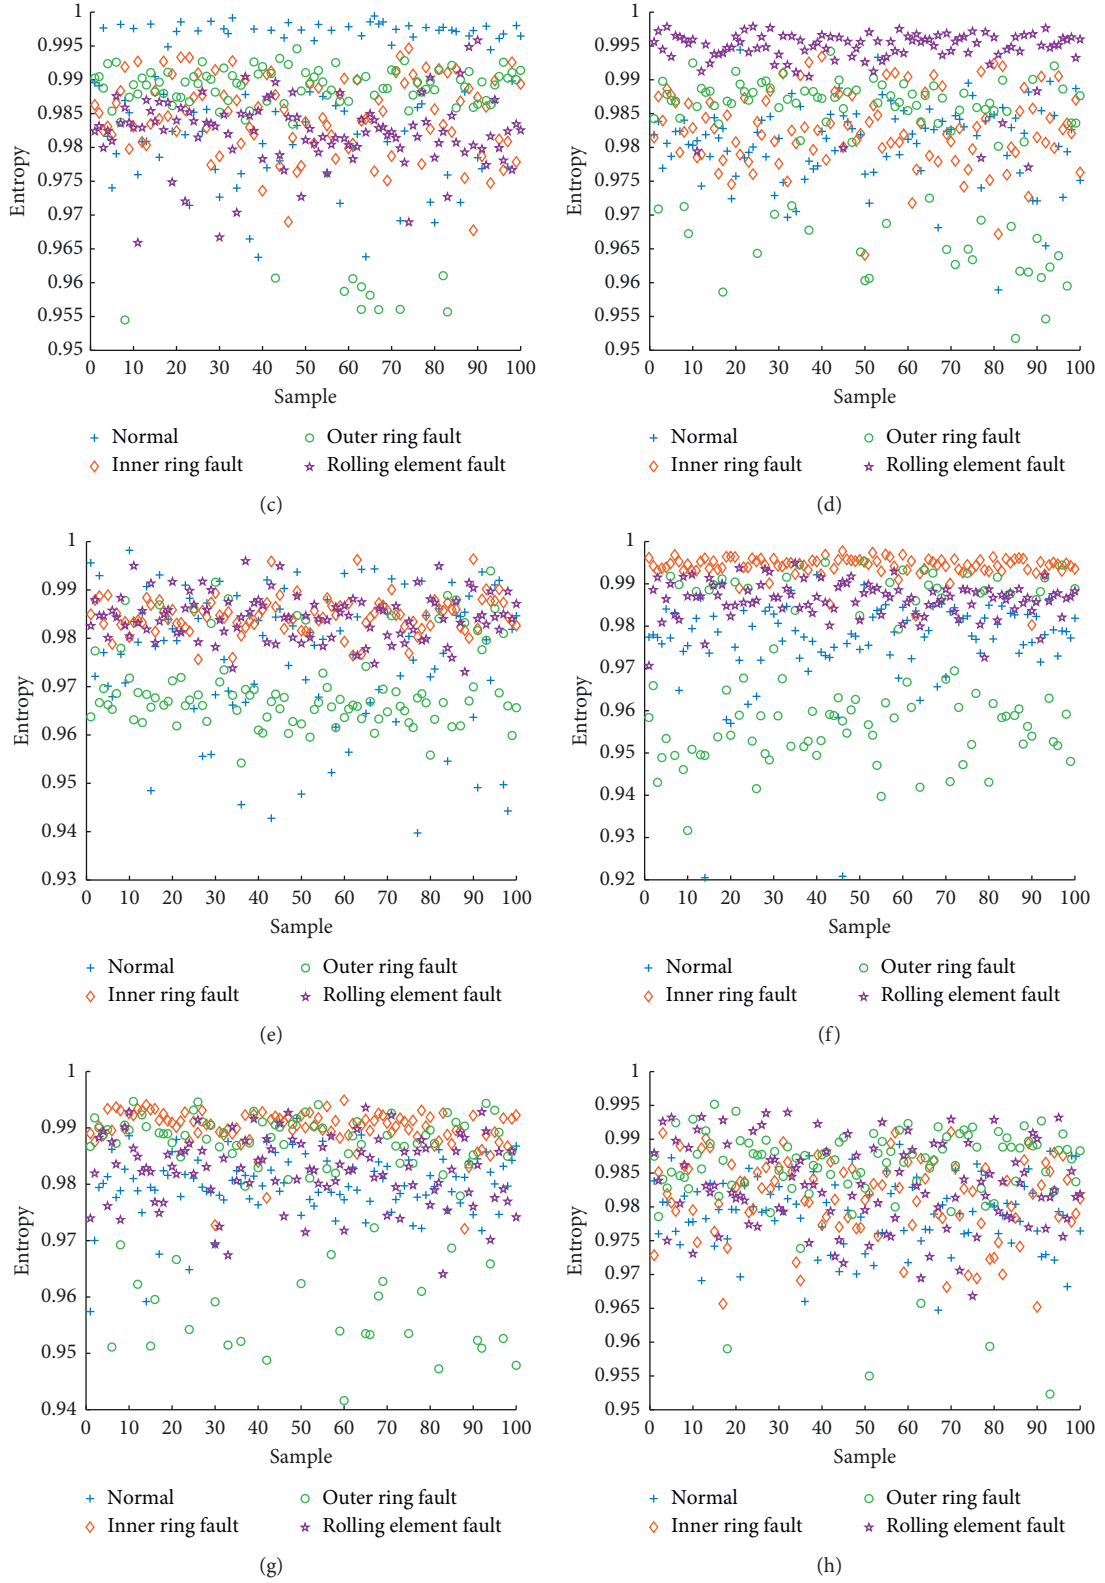 1
0.995
0.99
0.985
0.98
0.975
0.97
0.965
0.96
0.955
0.95
Entropy
0 10 20 30 40 50 60 70 80 90 100
Sample
Normal
Inner ring fault
Outer ring fault
Rolling element fault
(c)
1
0.995
0.99
0.985
0.98
0.975
0.97
0.965
0.96
0.955
0.95
Entropy
0 10 20 30 40 50 60 70 80 90 100
Sample
Normal
Inner ring fault
Outer ring fault
Rolling element fault
(d)
1
0.99
0.98
0.97
0.96
0.95
0.94
0.93
Entropy
0 10 20 30 40 50 60 70 80 90 100
Sample
Normal
Inner ring fault
Outer ring fault
Rolling element fault
(e)
1
0.99
0.98
0.97
0.96
0.95
0.94
0.93
0.92
Entropy
0 10 20 30 40 50 60 70 80 90 100
Sample
Normal
Inner ring fault
Outer ring fault
Rolling element fault
(f)
1
0.99
0.98
0.97
0.96
0.95
0.94
Entropy
0 10 20 30 40 50 60 70 80 90 100
Sample
Normal
Inner ring fault
Outer ring fault
Rolling element fault
(g)
1
0.995
0.99
0.985
0.98
0.975
0.97
0.965
0.96
0.955
0.95
Entropy
0 10 20 30 40 50 60 70 80 90 100
Sample
Normal
Inner ring fault
Outer ring fault
Rolling element fault
(h)